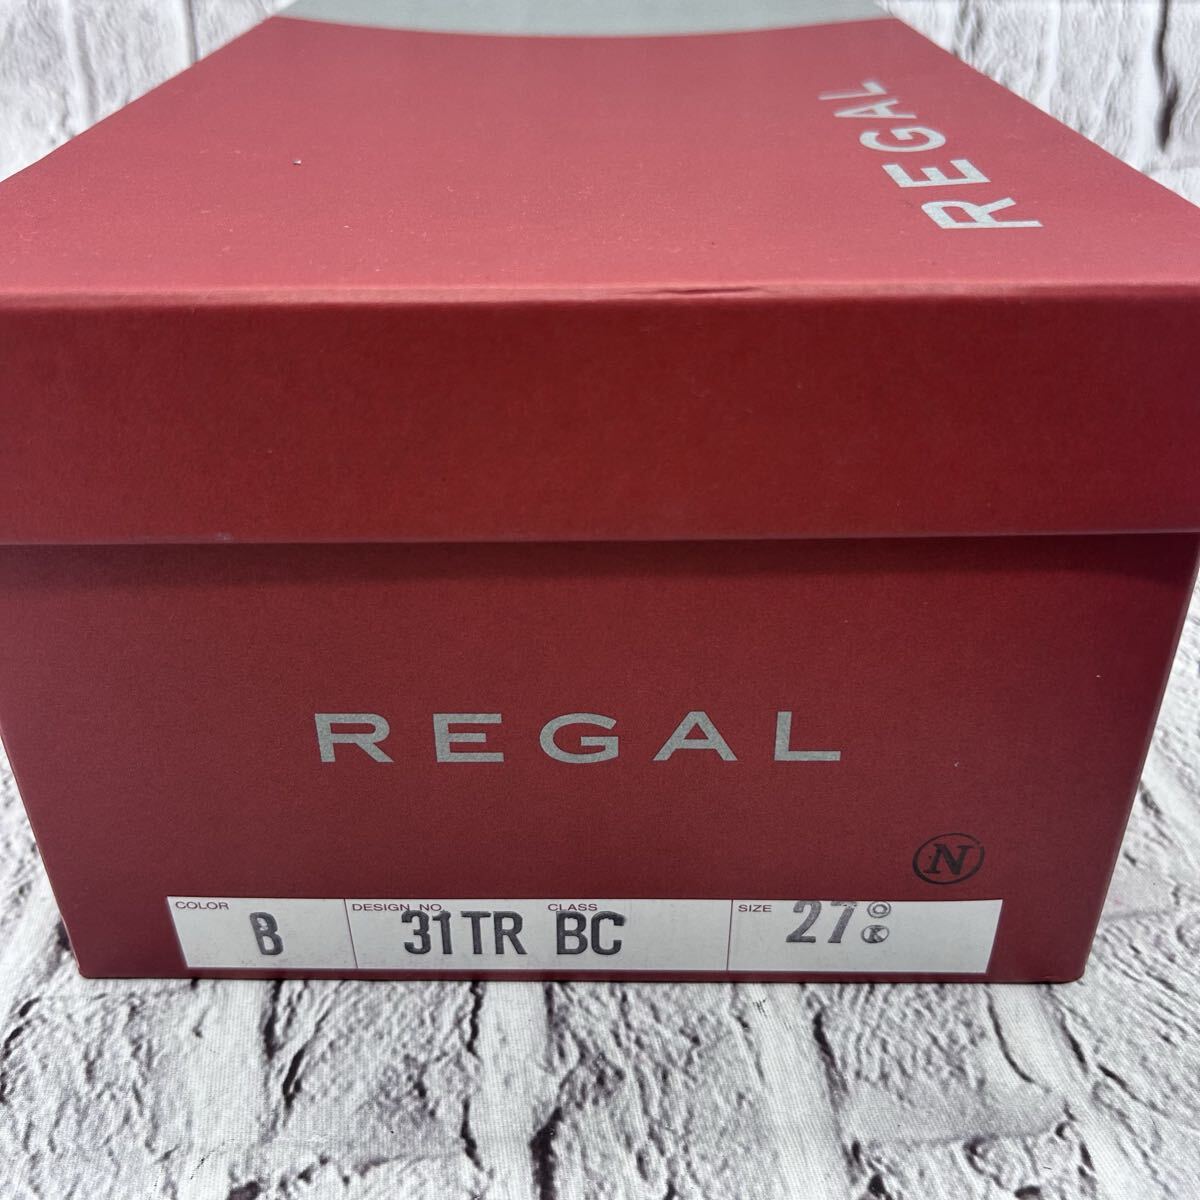 REGAL
REGAL
N
COLOR B DESIGN NO. 31TR CLASS BC SIZE 27
K